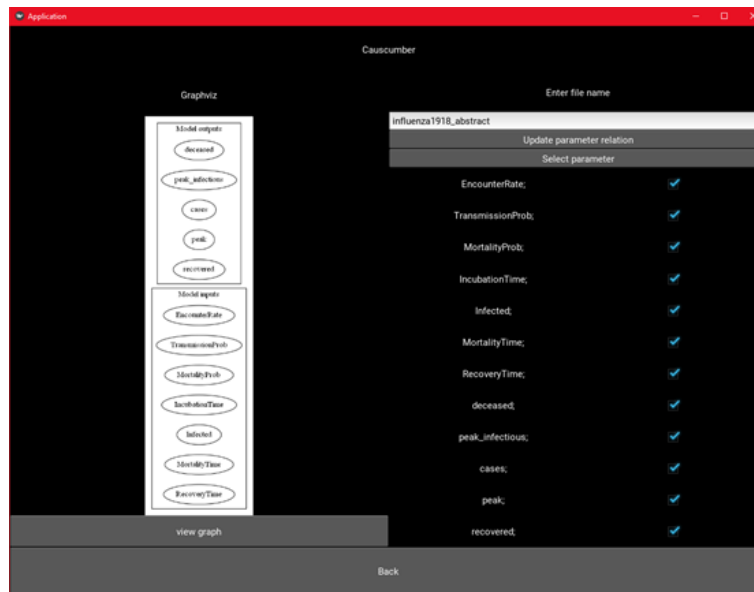 Application
Causcumber
Graphviz
Model outputs
deceased
peak_infectious
cases
peak
recovered
Model inputs
EncounterRate
TransmissionProb
MortalityProb
IncubationTime
Infected
MortalityTime
RecoveryTime
view graph
Enter file name
influenza1918_abstract
Update parameter relation
Select parameter
EncounterRate;
TransmissionProb;
MortalityProb;
IncubationTime;
Infected;
MortalityTime;
RecoveryTime;
deceased;
peak_infectious;
cases;
peak;
recovered;
Back